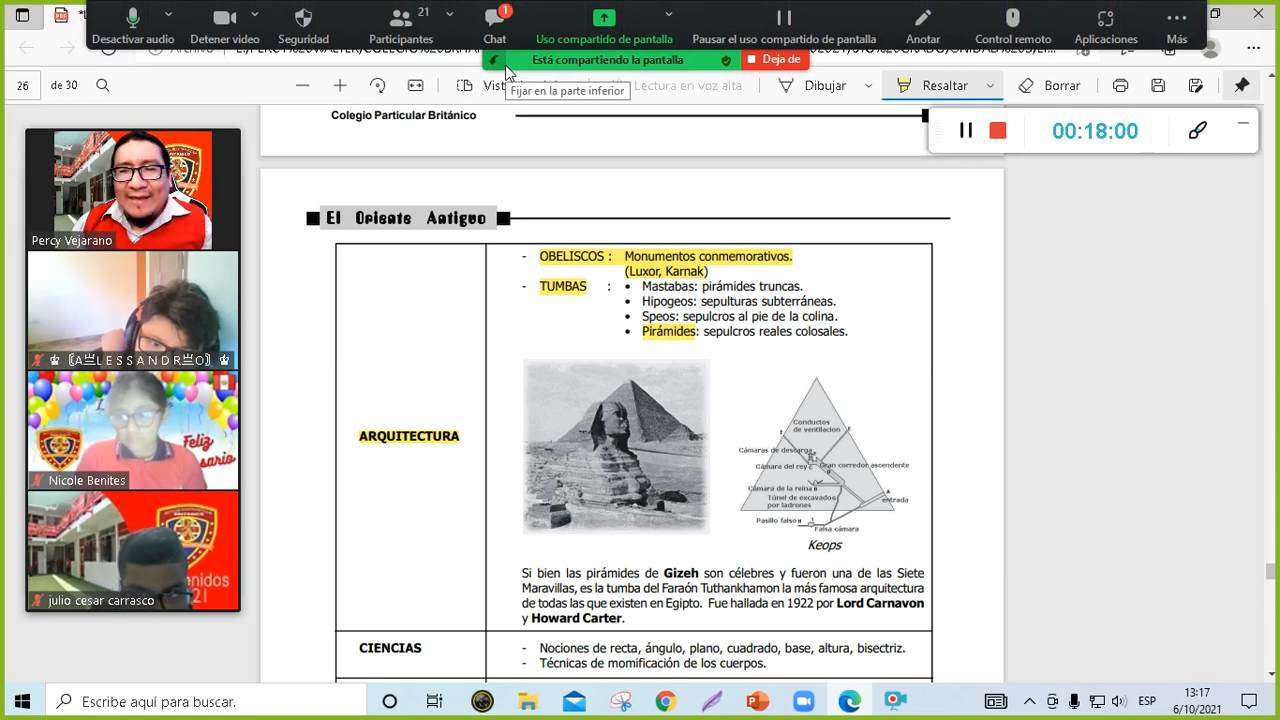 21
1
Desactivar audio
Detener video
Seguridad
Participantes
Chat
Uso compartido de pantalla
Pausar el uso compartido de pantalla
Anotar
Control remoto
Aplicaciones
Más
Está compartiendo la pantalla
Deja de
26
de 30
Fijar en la parte inferior
Lectura en voz alta
Dibujar
Resaltar
Borrar
Colegio Particular Británico
00:18:00
El Oriente Antiguo
- OBELISCOS : Monumentos conmemorativos.
(Luxor, Karnak)
- TUMBAS : • Mastabas: pirámides truncas.
• Hipogeos: sepulturas subterráneas.
• Speos: sepulcros al pie de la colina.
• Pirámides: sepulcros reales colosales.
ARQUITECTURA
Conductos
de ventilacion
Cámaras de descarga
Cámara del rey
Gran corredor ascendente
Cámara de la reina
Túnel de excavado
por ladrones
entrada
Pasillo falso
Falsa cámara
Keops
Si bien las pirámides de Gizeh son célebres y fueron una de las Siete
Maravillas, es la tumba del Faraón Tuthankhamon la más famosa arquitectura
de todas las que existen en Egipto. Fue hallada en 1922 por Lord Carnavon
y Howard Carter.
CIENCIAS
- Nociones de recta, ángulo, plano, cuadrado, base, altura, bisectriz.
- Técnicas de momificación de los cuerpos.
Percy Vejarano
A L E S S A N D R O
Feliz
Nicole Benites
julio cesar carrasco
Escribe aquí para buscar.
ESP
13:17
6/10/2021